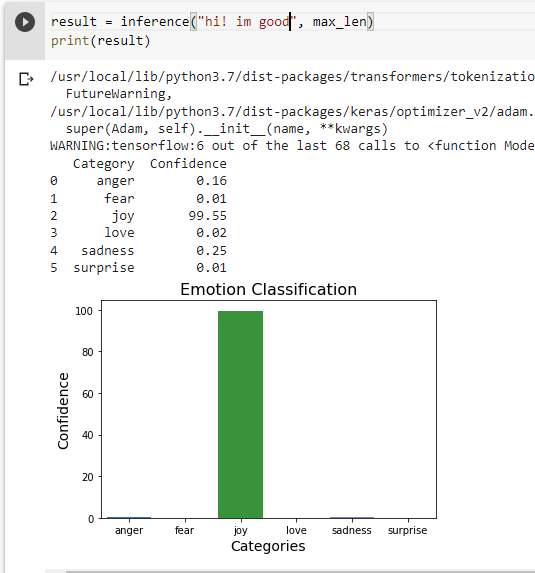 result = inference("hi! im good", max_len)
print(result)
/usr/local/lib/python3.7/dist-packages/transformers/tokenizatio
FutureWarning,
/usr/local/lib/python3.7/dist-packages/keras/optimizer_v2/adam.
super(Adam, self).__init__(name, **kwargs)
WARNING:tensorflow:6 out of the last 68 calls to <function Mode
Category Confidence
0 anger 0.16
1 fear 0.01
2 joy 99.55
3 love 0.02
4 sadness 0.25
5 surprise 0.01
Emotion Classification
100
80
60
40
20
0
Confidence
anger fear joy love sadness surprise
Categories